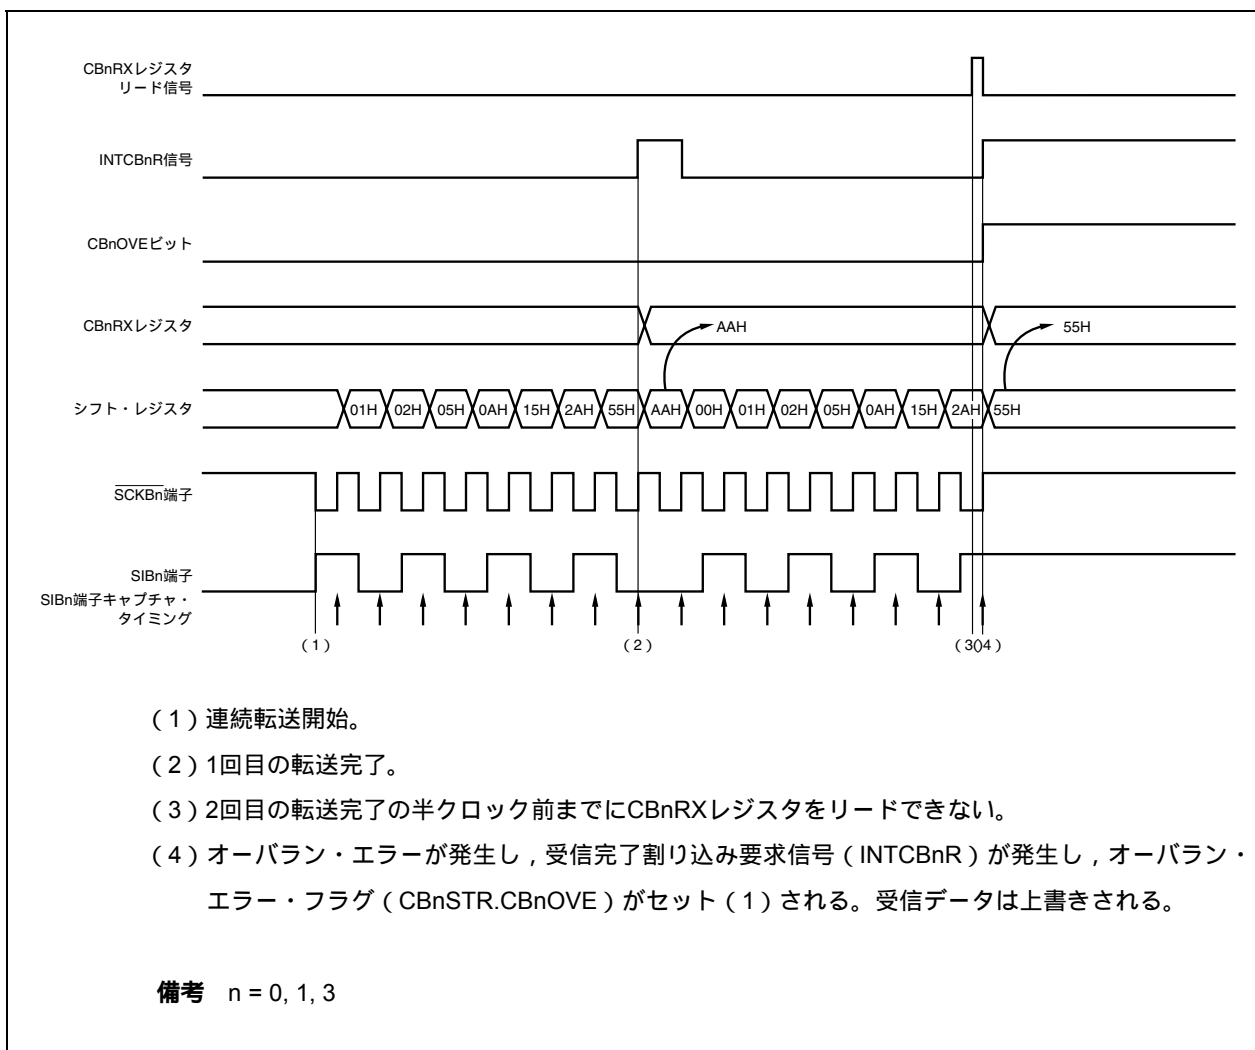 CBnRXレジスタ
リード信号
INTCBnR信号
CBnOVEビット
CBnRXレジスタ
AAH
55H
シフト・レジスタ
01H 02H 05H 0AH 15H 2AH 55H AAH 00H 01H 02H 05H 0AH 15H 2AH 55H
SCKBn端子
SIBn端子
SIBn端子キャプチャ・
タイミング
(1) (2) (3)(4)
(1)連続転送開始。
(2)1回目の転送完了。
(3)2回目の転送完了の半クロック前までにCBnRXレジスタをリードできない。
(4)オーバラン・エラーが発生し,受信完了割り込み要求信号(INTCBnR)が発生し,オーバラン・
エラー・フラグ(CBnSTR.CBnOVE)がセット(1)される。受信データは上書きされる。
備考 n = 0, 1, 3